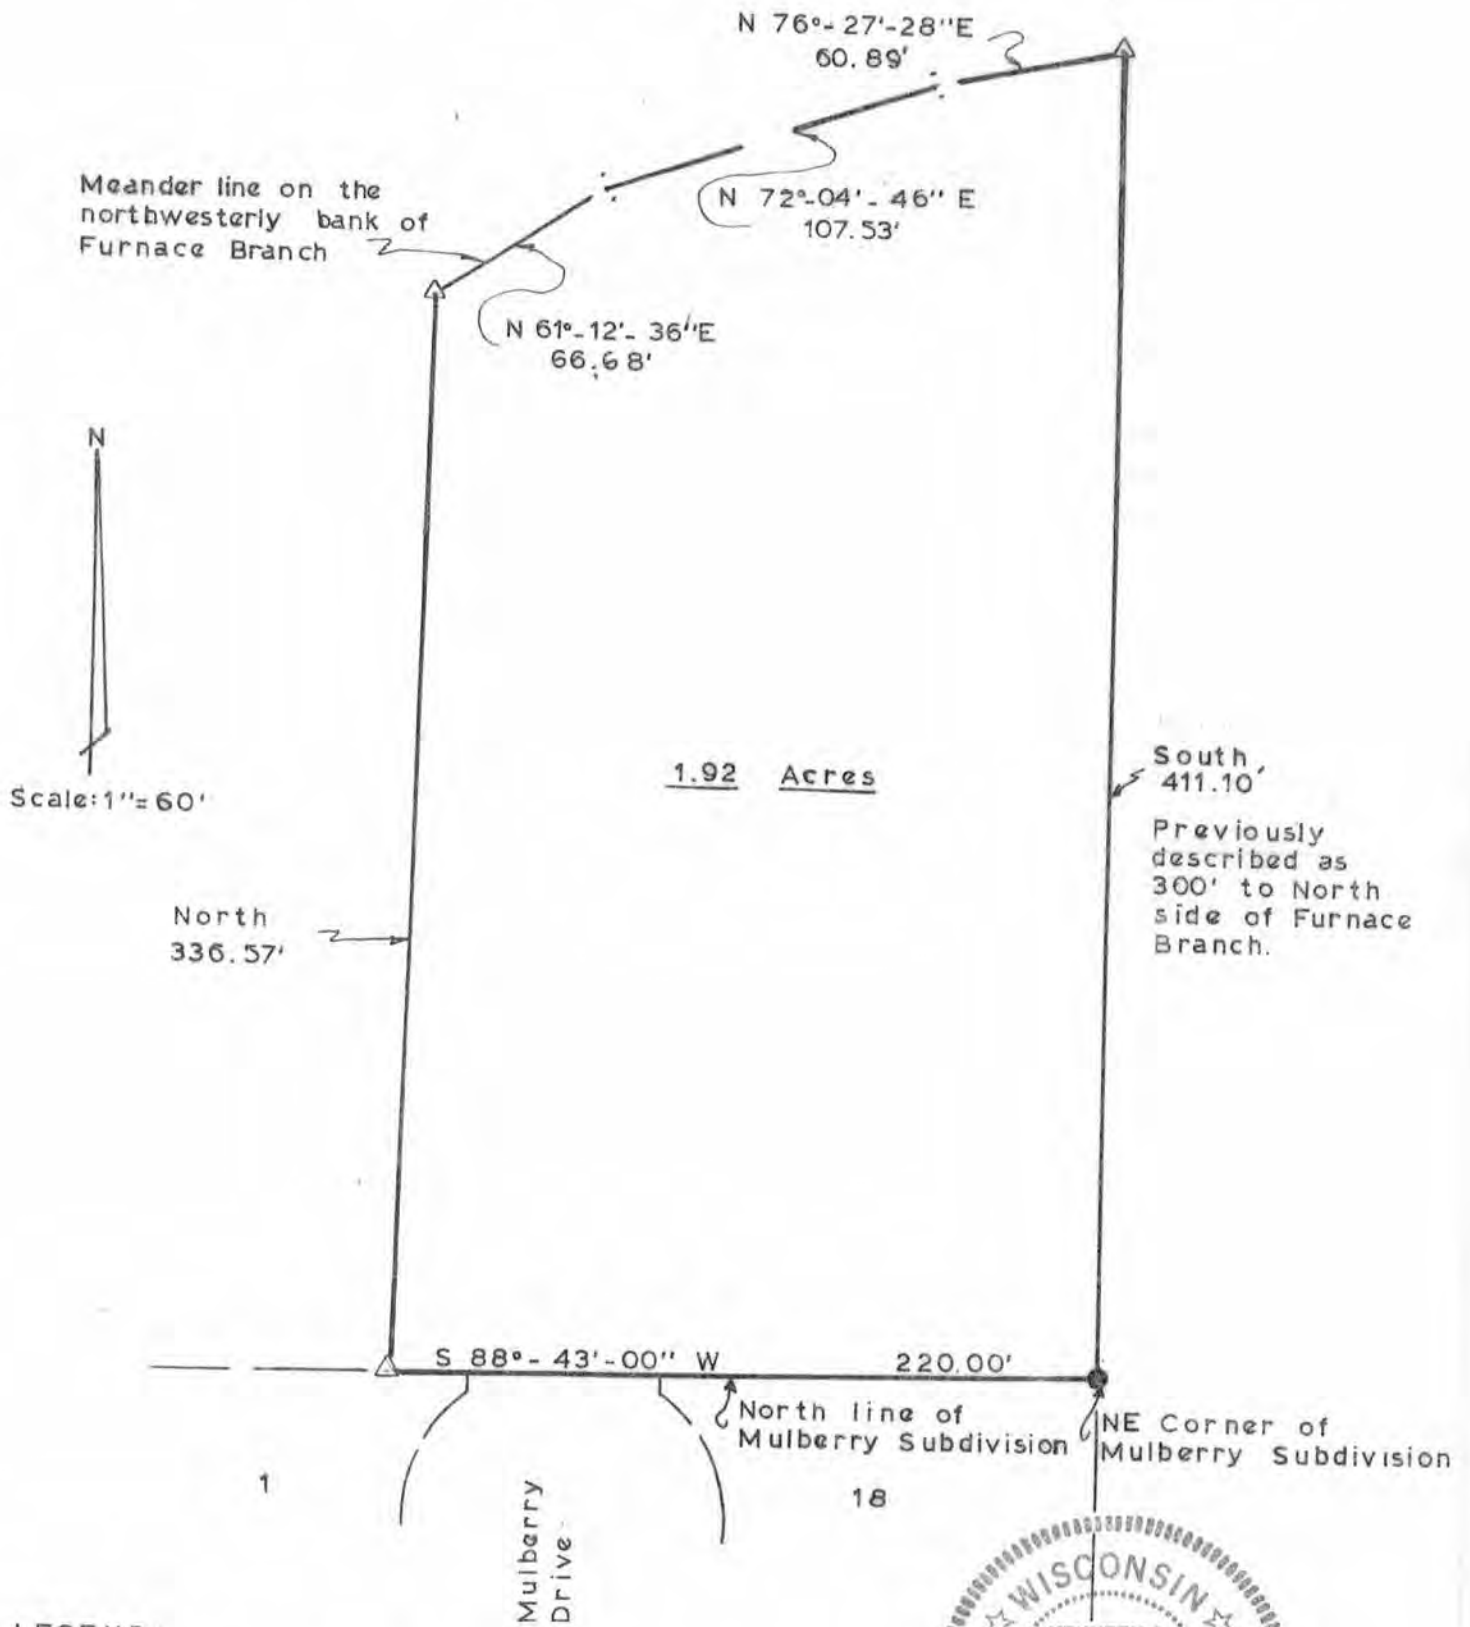 N 76°-27'-28"E
60.89'
Meander line on the
northwesterly bank of
Furnace Branch
N 72°-04'-46" E
107.53'
N 61°-12'-36"E
66.68'
N
Scale: 1"=60'
1.92 Acres
South
411.10'
Previously
described as
300' to North
side of Furnace
Branch.
North
336.57'
S 88°-43'-00" W 220.00'
North line of
Mulberry Subdivision
NE Corner of
Mulberry Subdivision
1
18
Mulberry
Drive
WISCONSIN